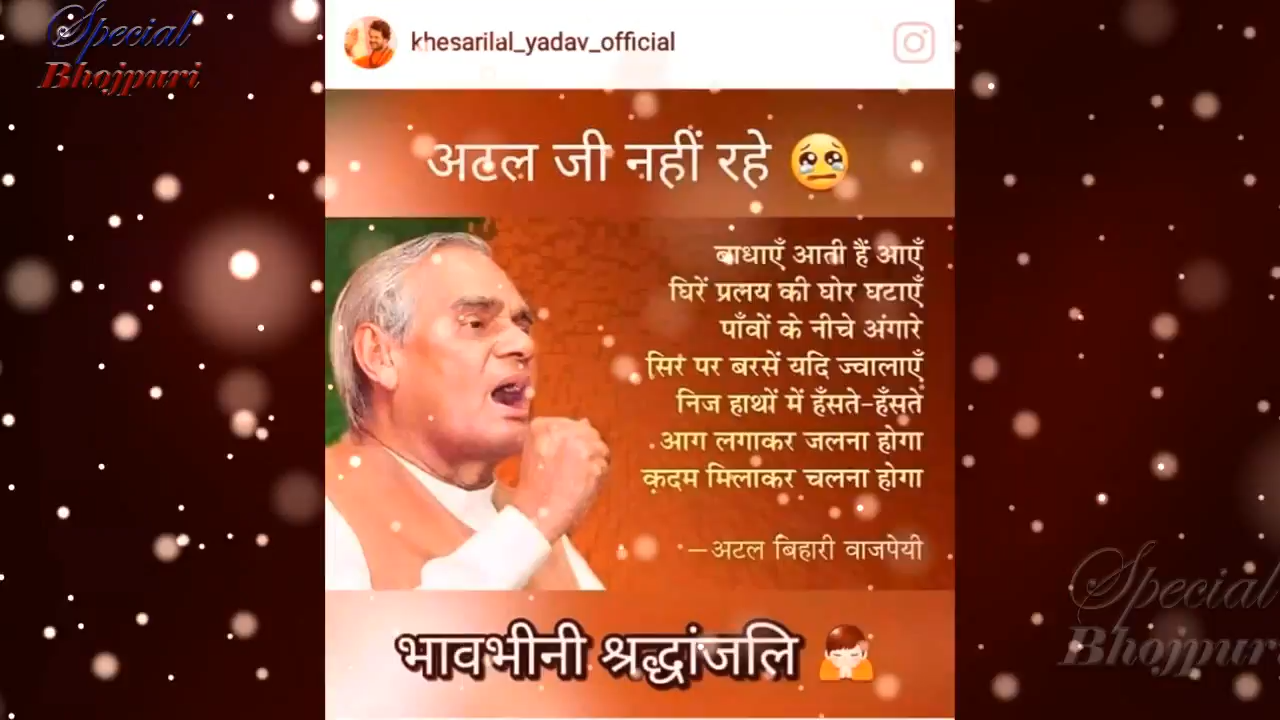 Special
Bhojpuri
khesarilal_yadav_official
अटल जी नहीं रहे
बाधाएँ आती हैं आएँ
घिरें प्रलय की घोर घटाएँ
पाँवों के नीचे अंगारे
सिर पर बरसें यदि ज्वालाएँ
निज हाथों में हँसते-हँसते
आग लगाकर जलना होगा
क़दम मिलाकर चलना होगा
—अटल बिहारी वाजपेयी
भावभीनी श्रद्धांजलि
Special
Bhojpuri